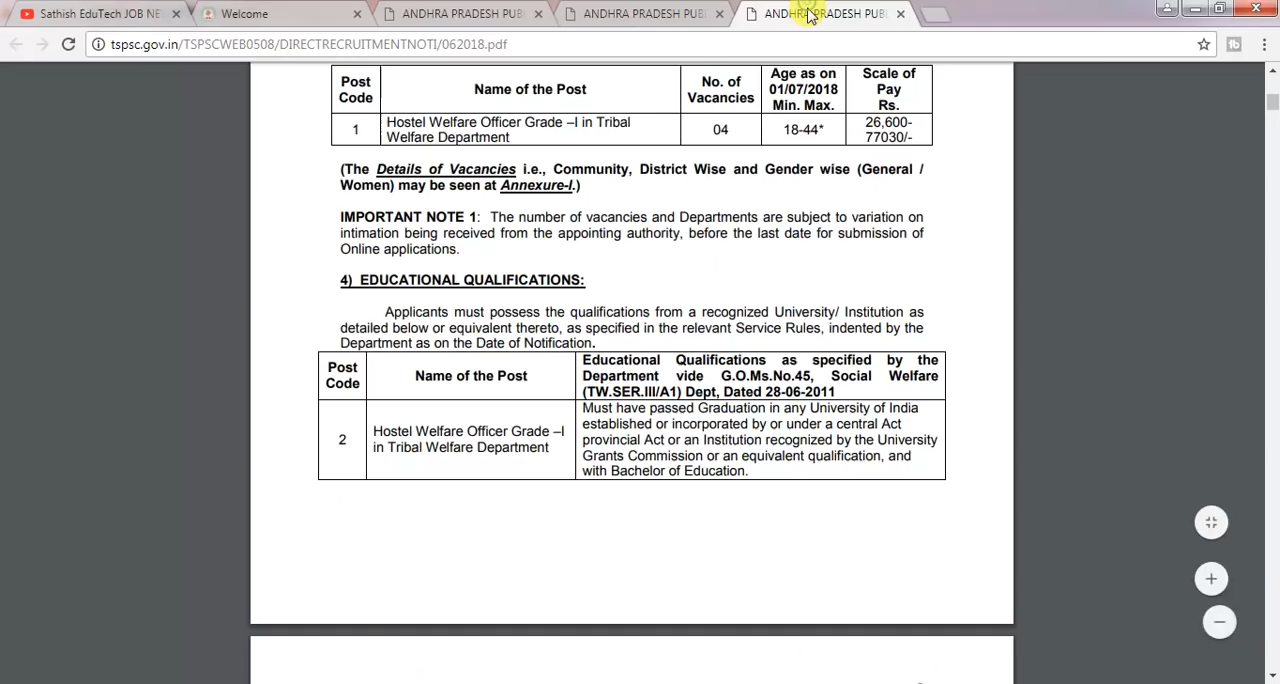 Sathish EduTech JOB NE
Welcome
ANDHRA PRADESH PUB
ANDHRA PRADESH PUB
ANDHRA PRADESH PUB
tspsc.gov.in/TSPSCWEB0508/DIRECTRECRUITMENTNOTI/062018.pdf
Post Code
Name of the Post
No. of Vacancies
Age as on 01/07/2018 Min. Max.
Scale of Pay Rs.
1
Hostel Welfare Officer Grade –I in Tribal
Welfare Department
04
18-44*
26,600-
77030/-
(The Details of Vacancies i.e., Community, District Wise and Gender wise (General /
Women) may be seen at Annexure-I.)
IMPORTANT NOTE 1: The number of vacancies and Departments are subject to variation on
intimation being received from the appointing authority, before the last date for submission of
Online applications.
4) EDUCATIONAL QUALIFICATIONS:
Applicants must possess the qualifications from a recognized University/ Institution as
detailed below or equivalent thereto, as specified in the relevant Service Rules, indented by the
Department as on the Date of Notification.
Post
Code
Name of the Post
Educational Qualifications as specified by the
Department vide G.O.Ms.No.45, Social Welfare
(TW.SER.III/A1) Dept, Dated 28-06-2011
2
Hostel Welfare Officer Grade –I
in Tribal Welfare Department
Must have passed Graduation in any University of India
established or incorporated by or under a central Act
provincial Act or an Institution recognized by the University
Grants Commission or an equivalent qualification, and
with Bachelor of Education.